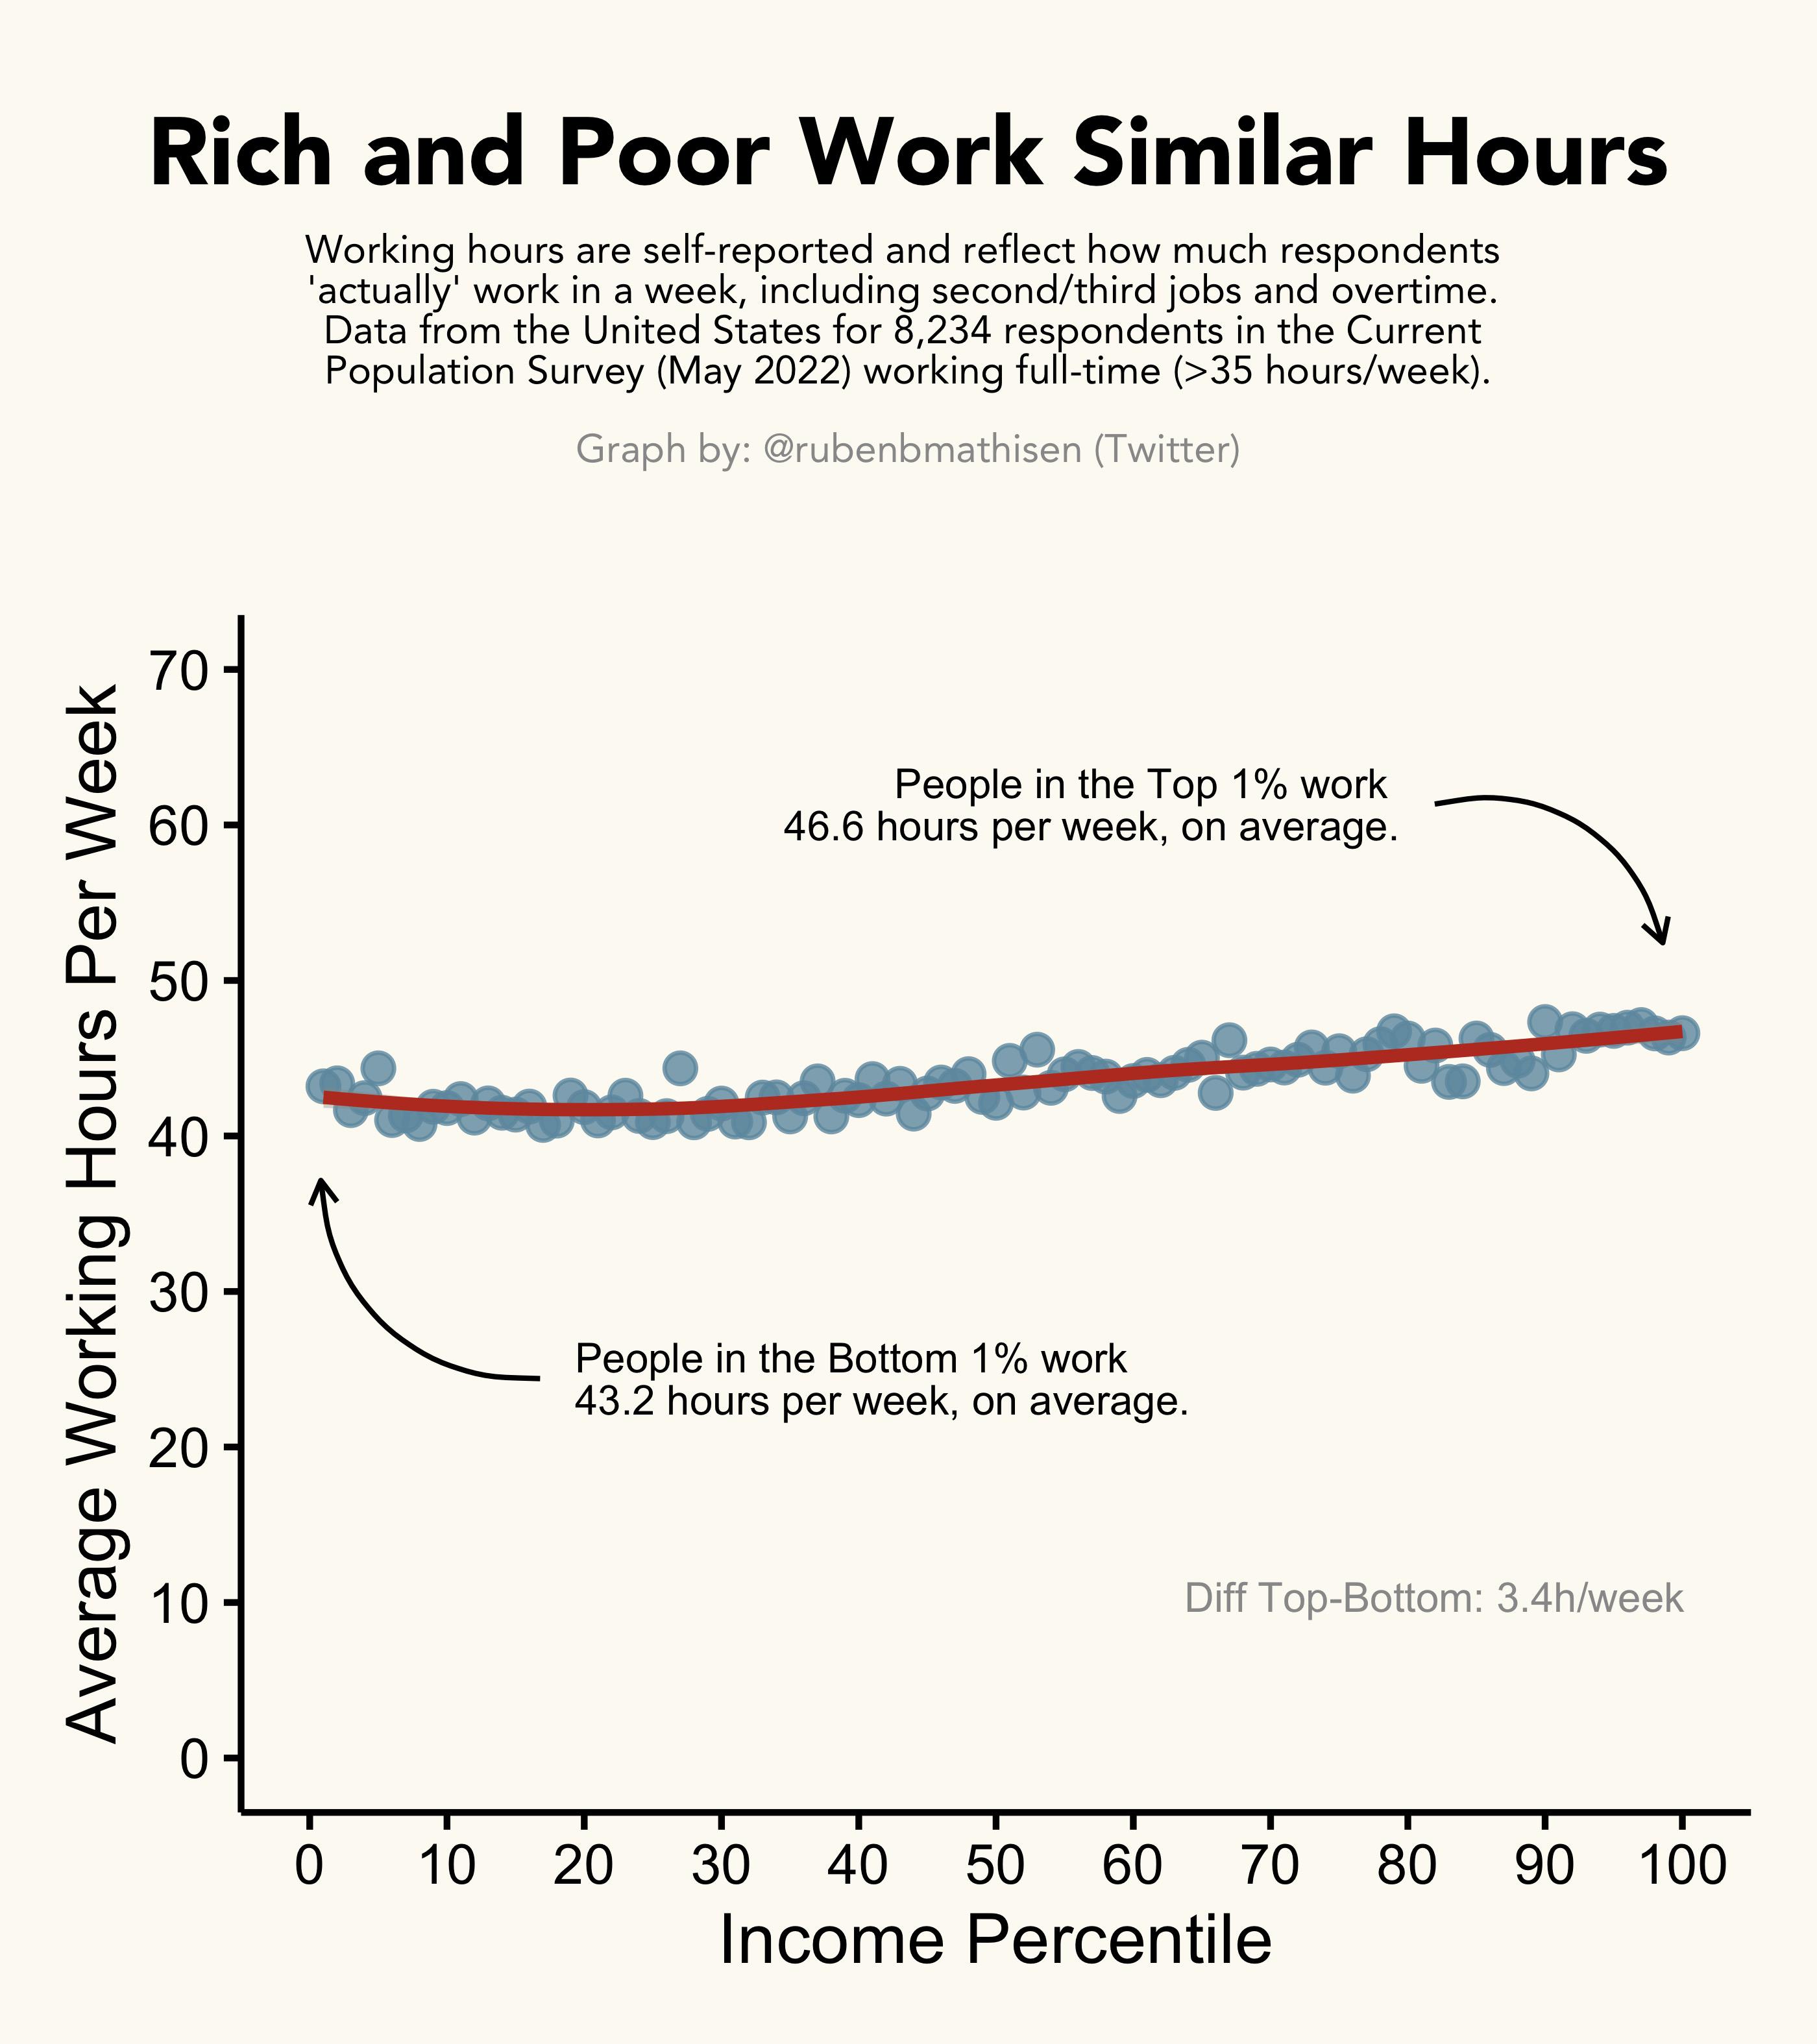 Rich and Poor Work Similar Hours
Working hours are self-reported and reflect how much respondents
'actually' work in a week, including second/third jobs and overtime.
Data from the United States for 8,234 respondents in the Current
Population Survey (May 2022) working full-time (>35 hours/week).
Graph by: @rubenbmathisen (Twitter)
Average Working Hours Per Week
70
60
50
40
30
20
10
0
People in the Top 1% work
46.6 hours per week, on average.
People in the Bottom 1% work
43.2 hours per week, on average.
Diff Top-Bottom: 3.4h/week
0 10 20 30 40 50 60 70 80 90 100
Income Percentile